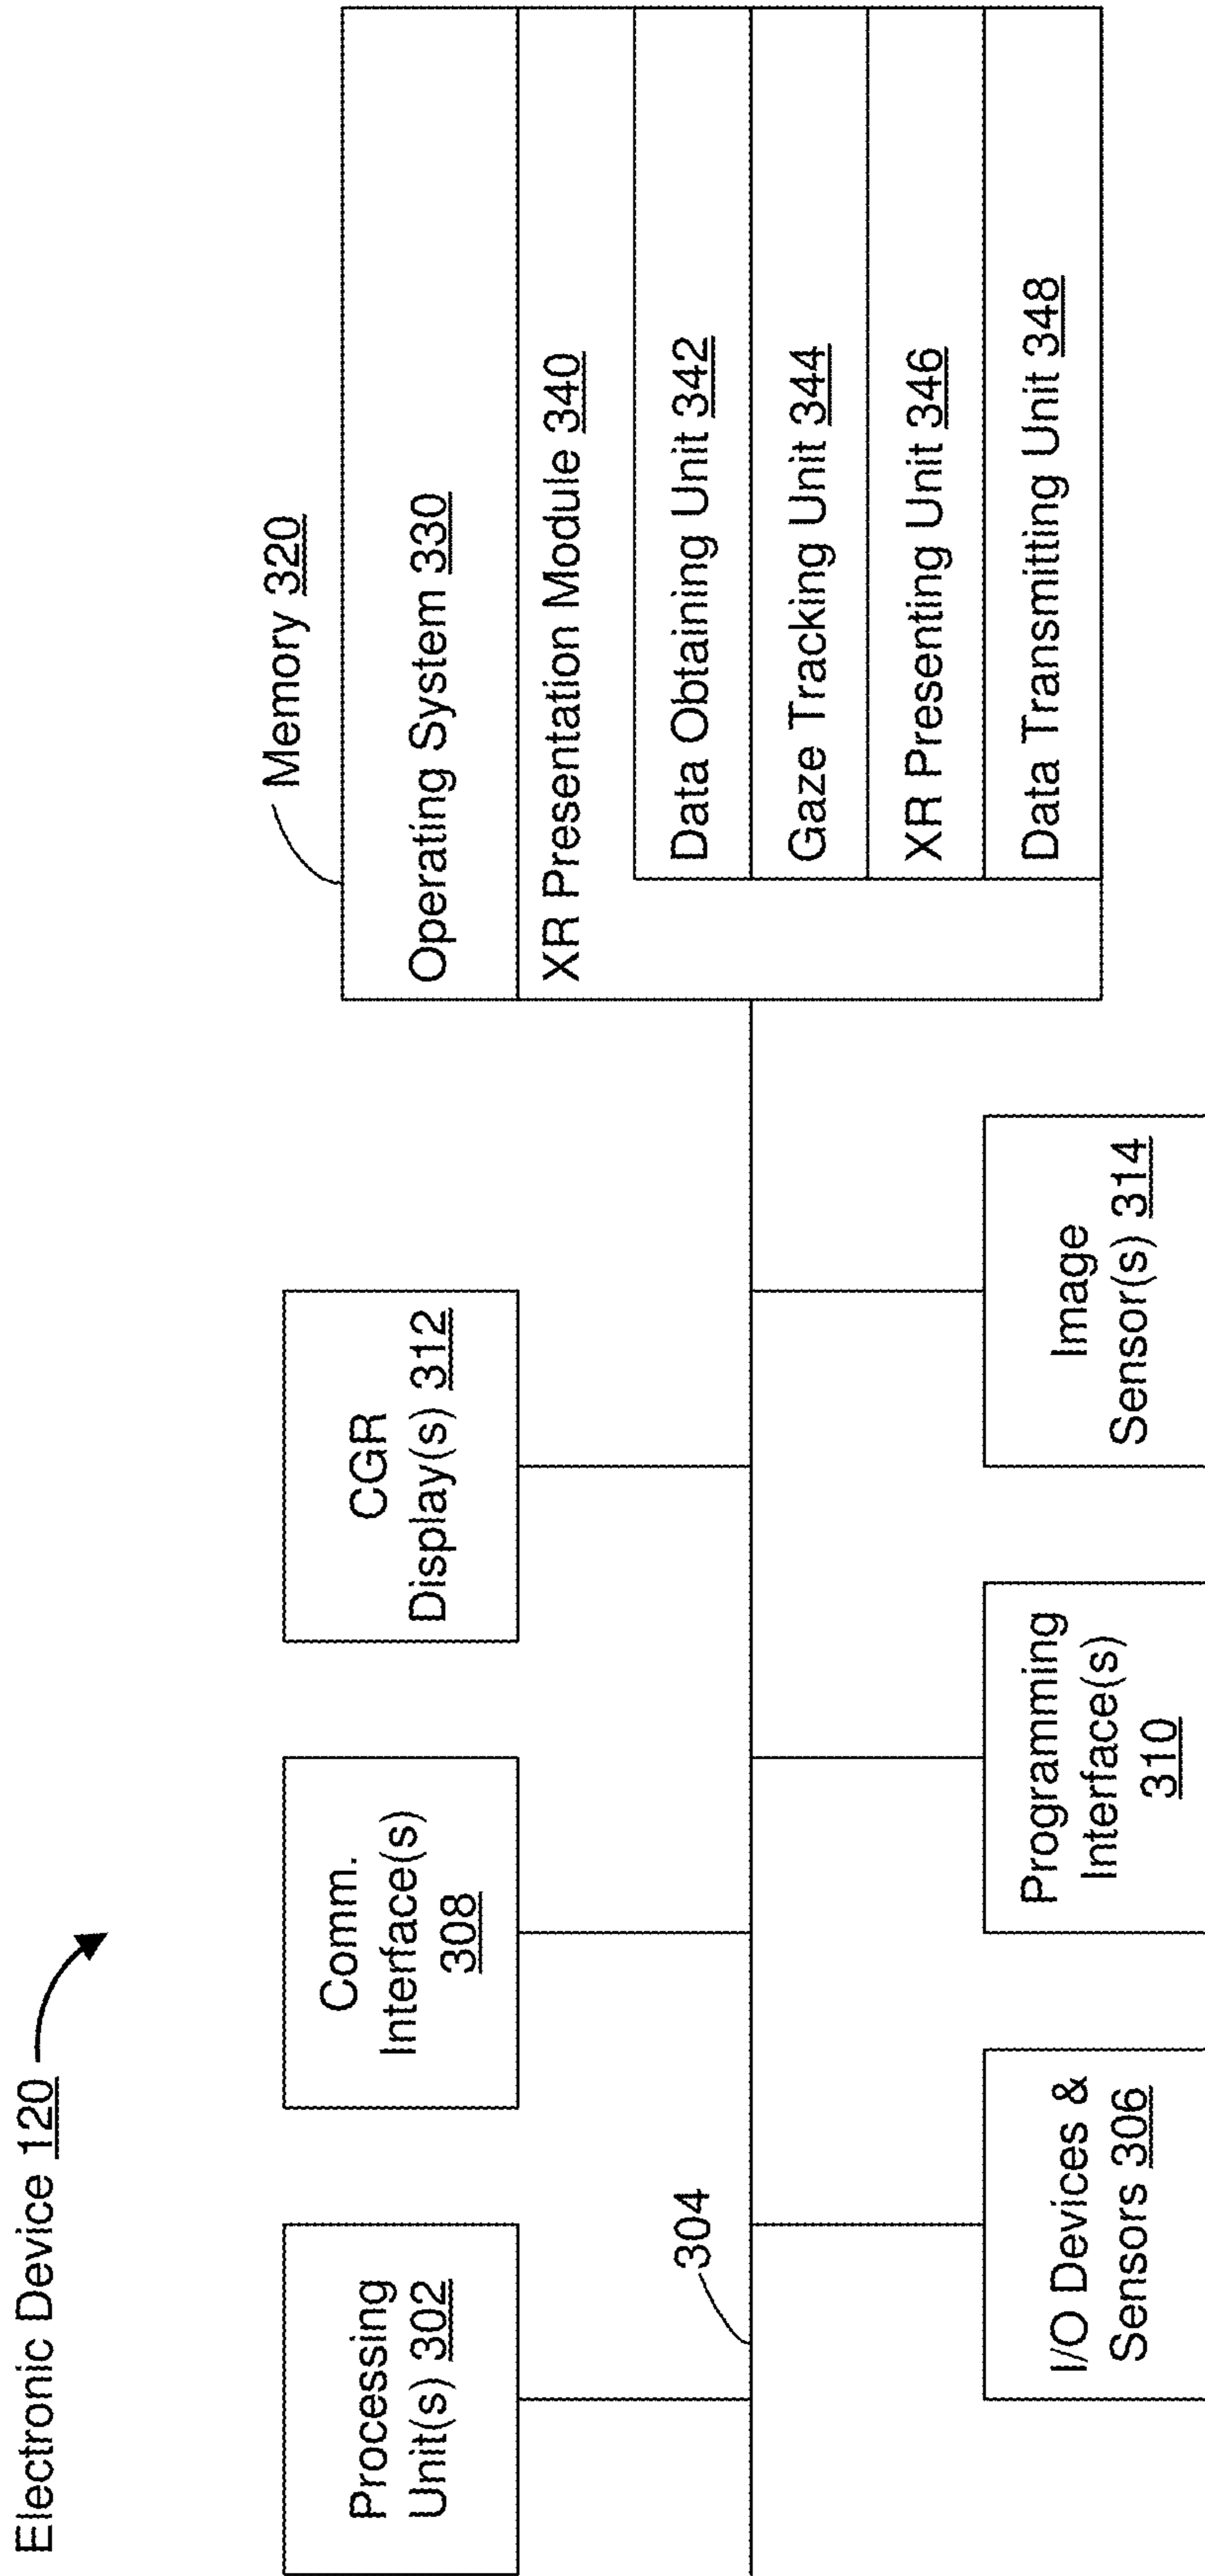 Electronic Device 120
Processing
Unit(s) 302
Comm.
Interface(s)
308
CGR
Display(s) 312
304
I/O Devices &
Sensors 306
Programming
Interface(s)
310
Image
Sensor(s) 314
Memory 320
Operating System 330
XR Presentation Module 340
Data Obtaining Unit 342
Gaze Tracking Unit 344
XR Presenting Unit 346
Data Transmitting Unit 348